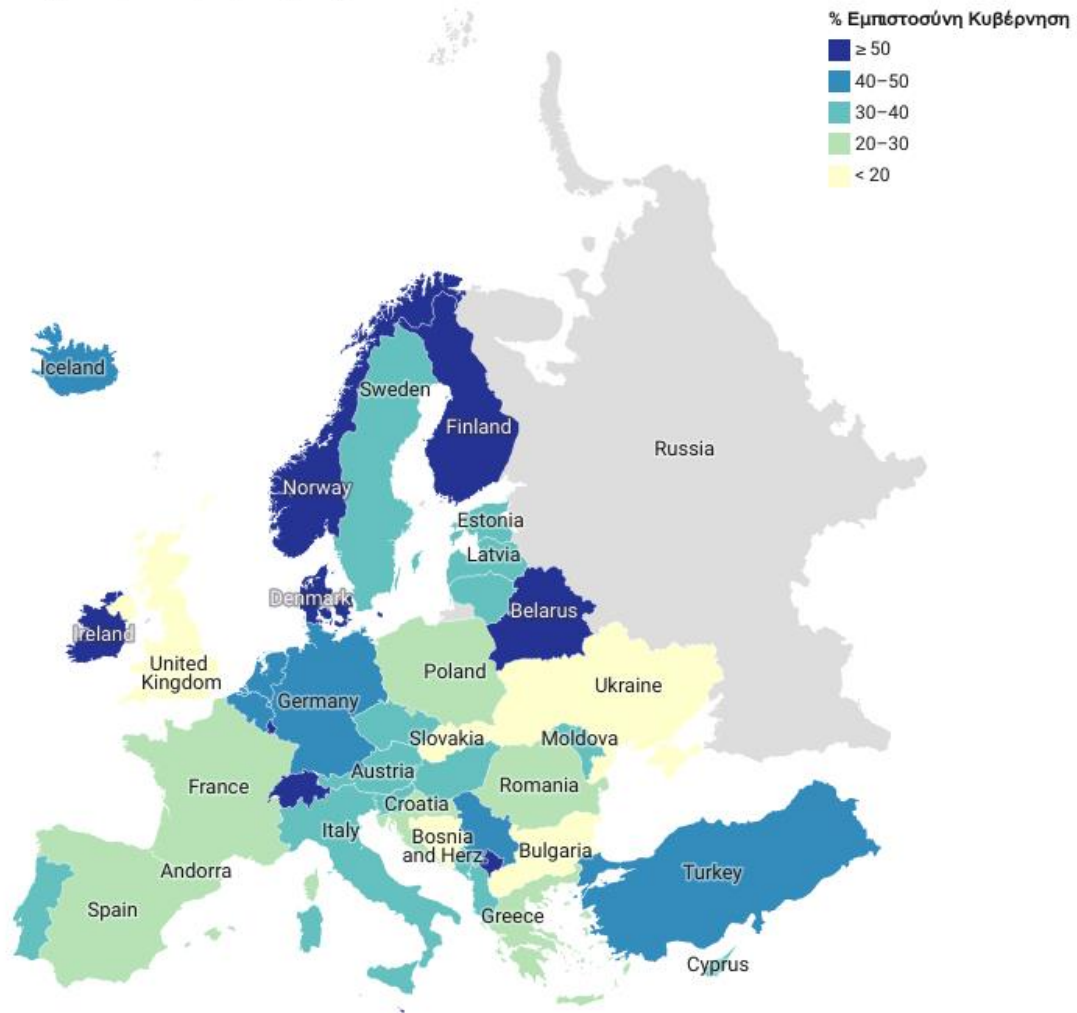 % Εμπιστοσύνη Κυβέρνηση
≥ 50
40–50
30–40
20–30
< 20
Iceland
Sweden
Finland
Russia
Norway
Estonia
Latvia
Denmark
Belarus
Ireland
United
Kingdom
Poland
Ukraine
Germany
Slovakia
Moldova
Austria
France
Romania
Croatia
Italy
Bosnia
and Herz.
Bulgaria
Andorra
Turkey
Spain
Greece
Cyprus